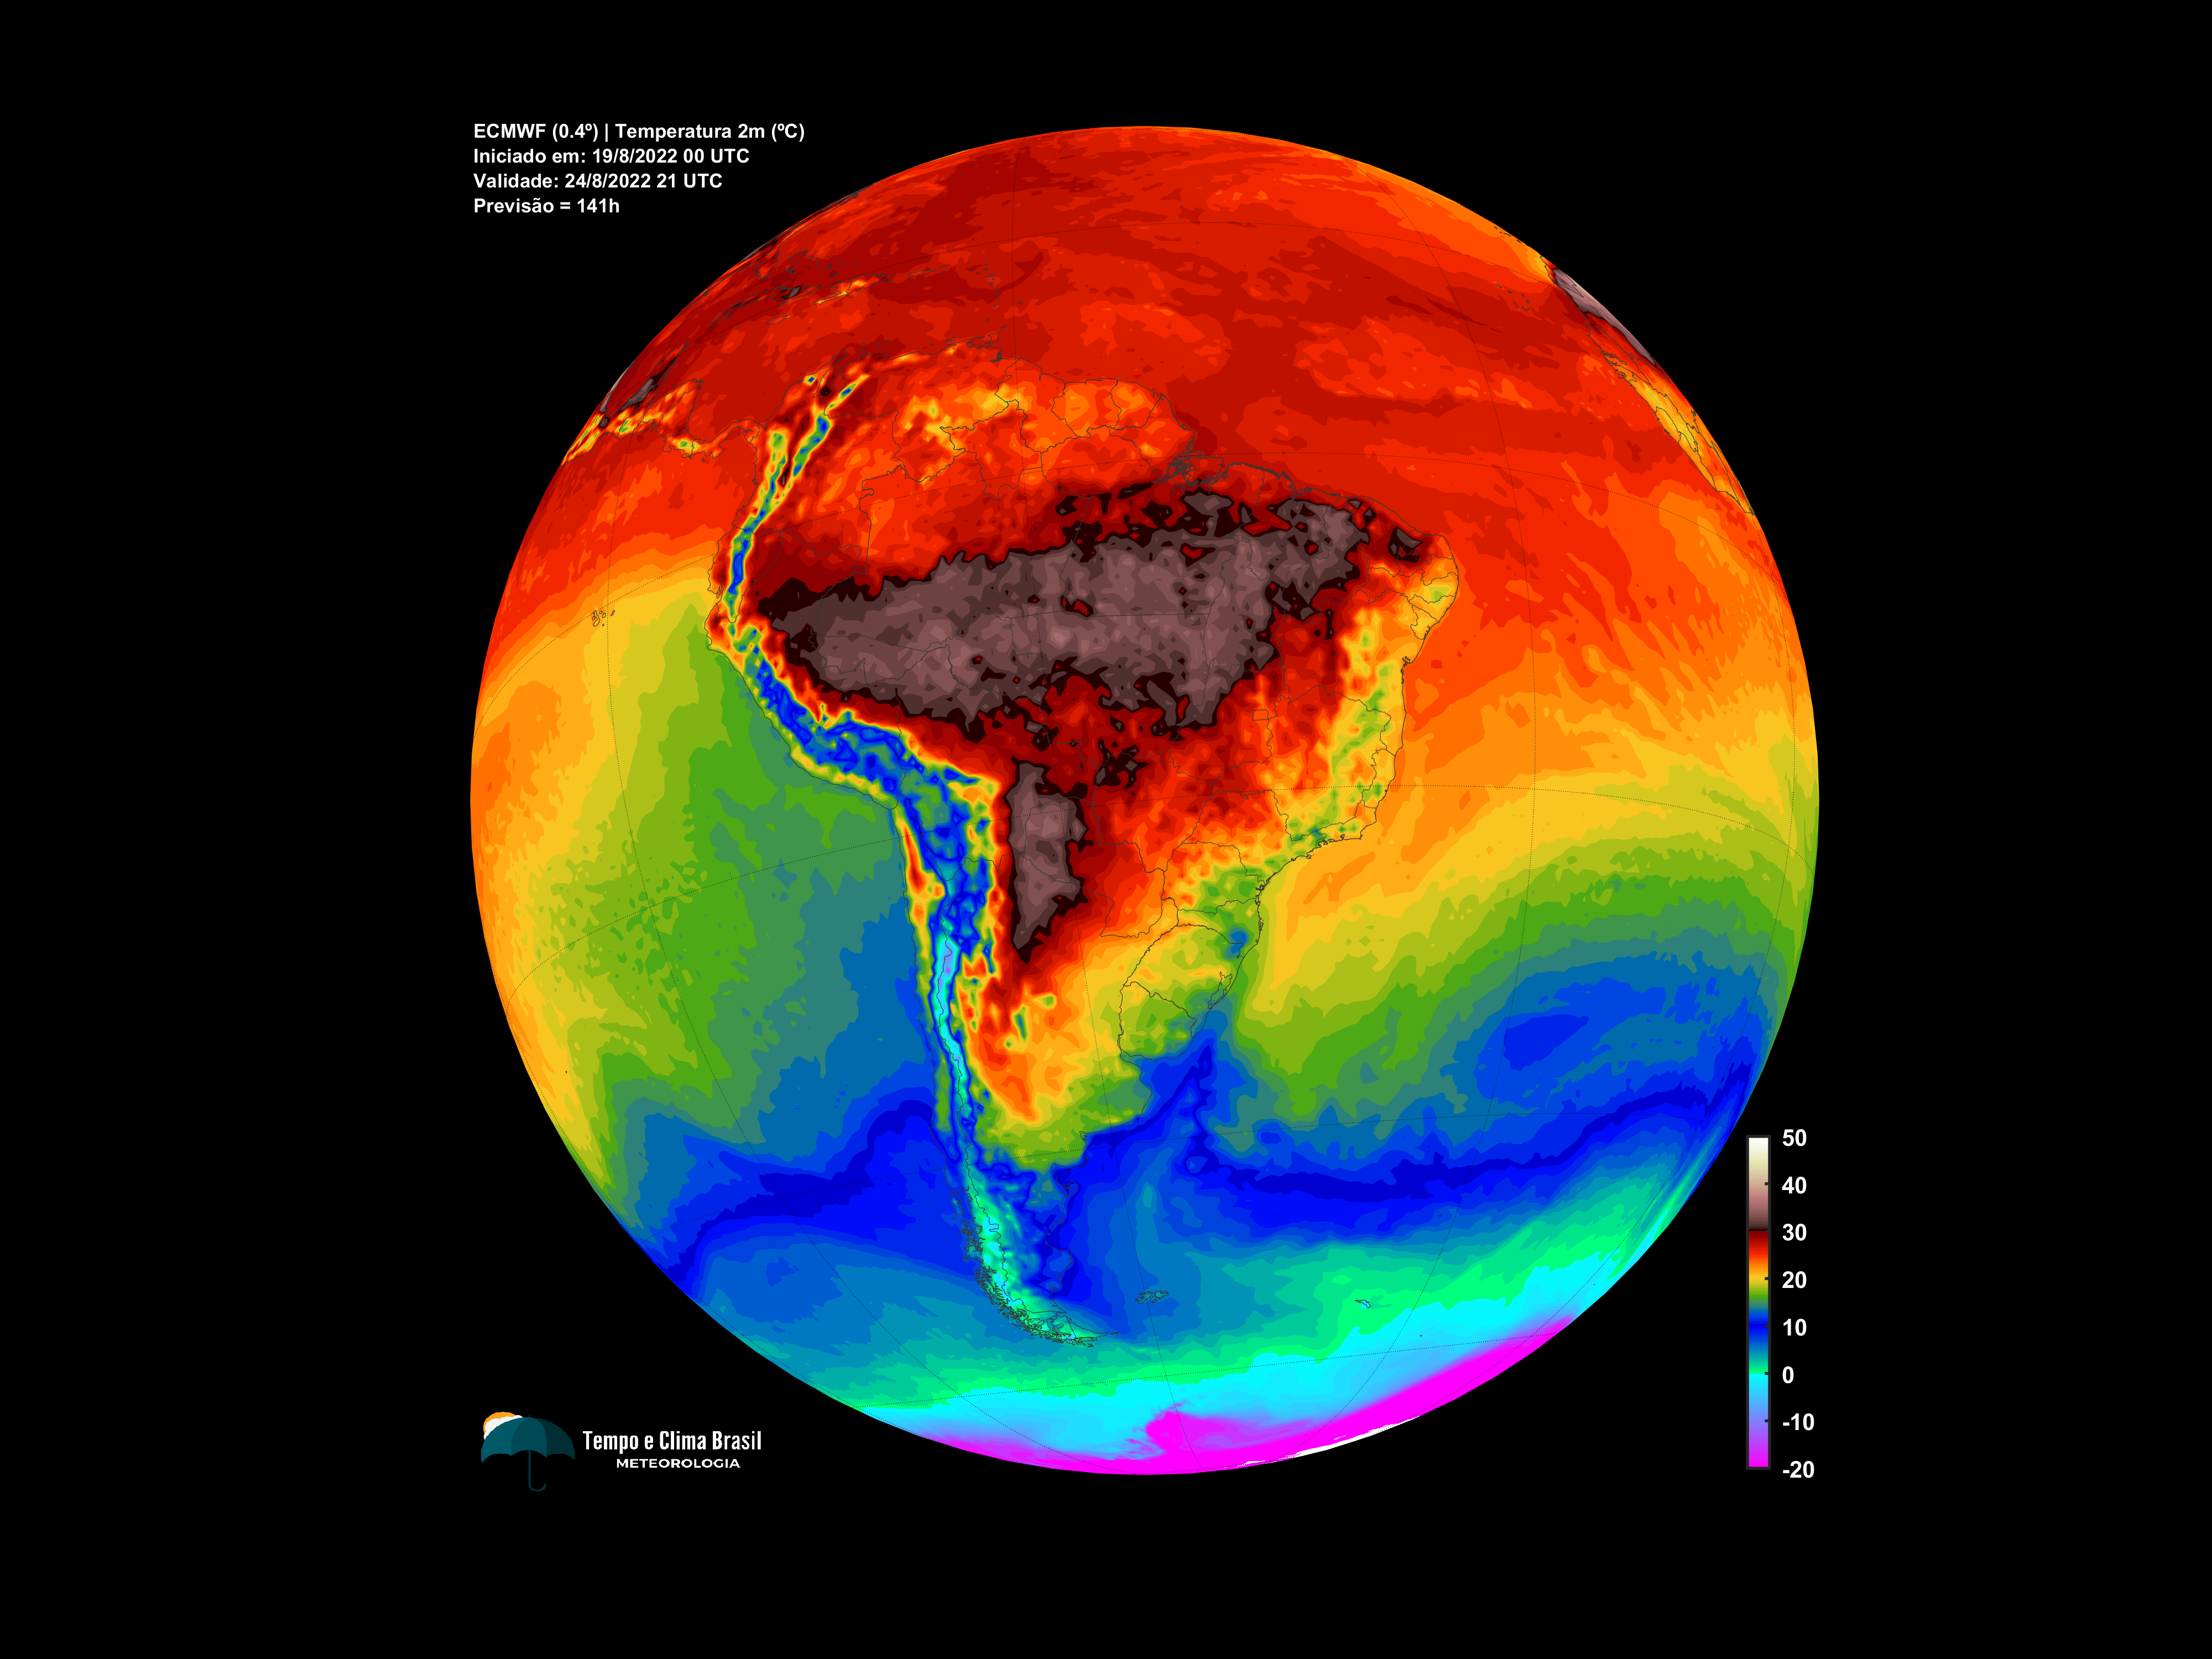 ECMWF (0.4º) | Temperatura 2m (ºC)
Iniciado em: 19/8/2022 00 UTC
Validade: 24/8/2022 21 UTC
Previsão = 141h
50
40
30
20
10
0
-10
-20
Tempo e Clima Brasil
METEOROLOGIA